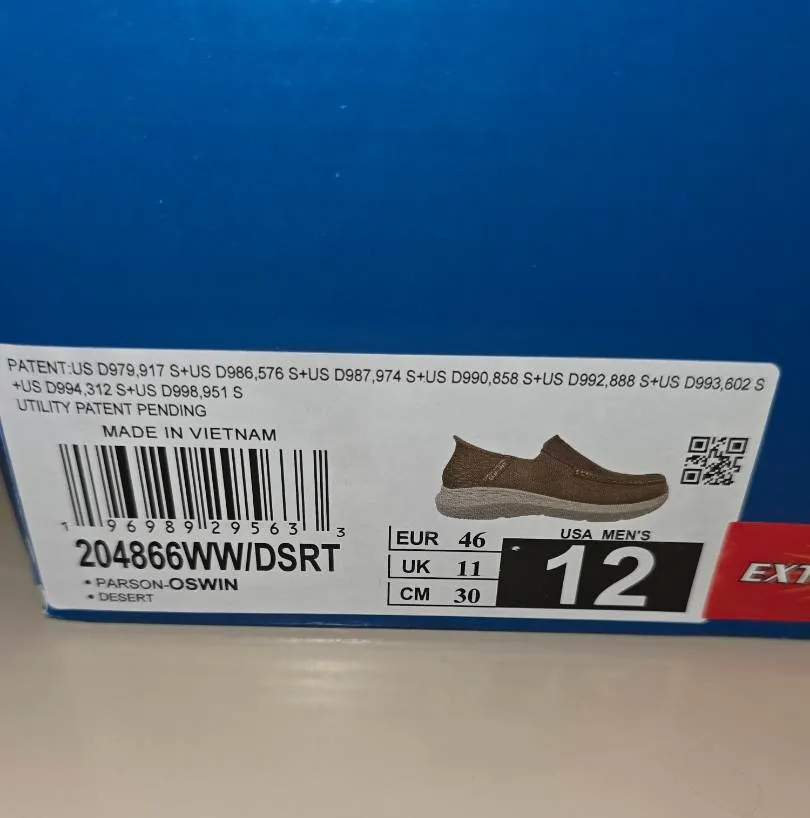 PATENT:US D979,917 S+US D986,576 S+US D987,974 S+US D990,858 S+US D992,888 S+US D993,602 S
+US D994,312 S+US D998,951 S
UTILITY PATENT PENDING
MADE IN VIETNAM
1 96989 29563 3
204866WW/DSRT
• PARSON-OSWIN
• DESERT
EUR 46
UK 11
CM 30
USA MEN'S
12
EXT